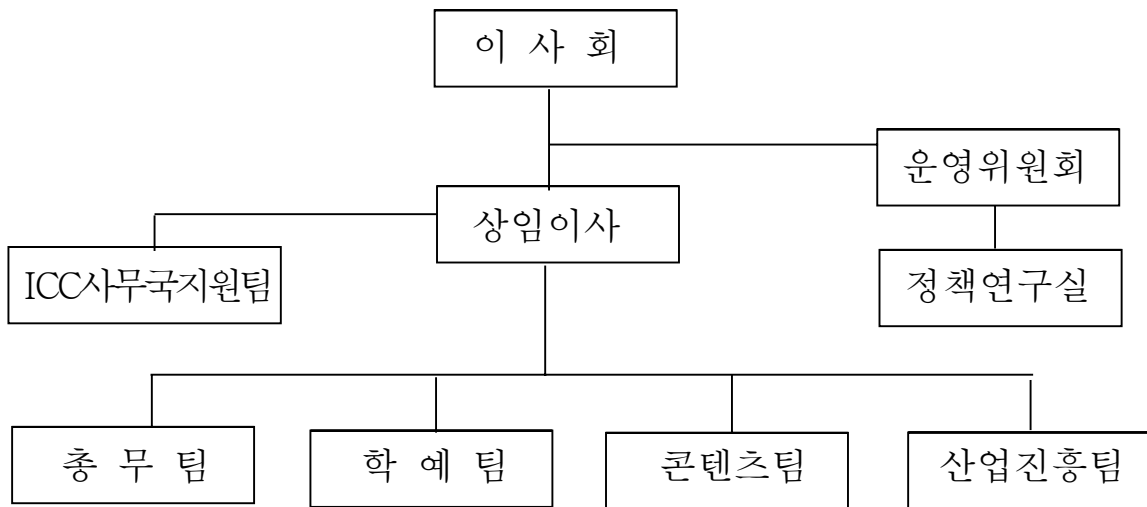 이 사 회
운영위원회
상임이사
ICC사무국지원팀
정책연구실
총 무 팀
학 예 팀
콘텐츠팀
산업진흥팀